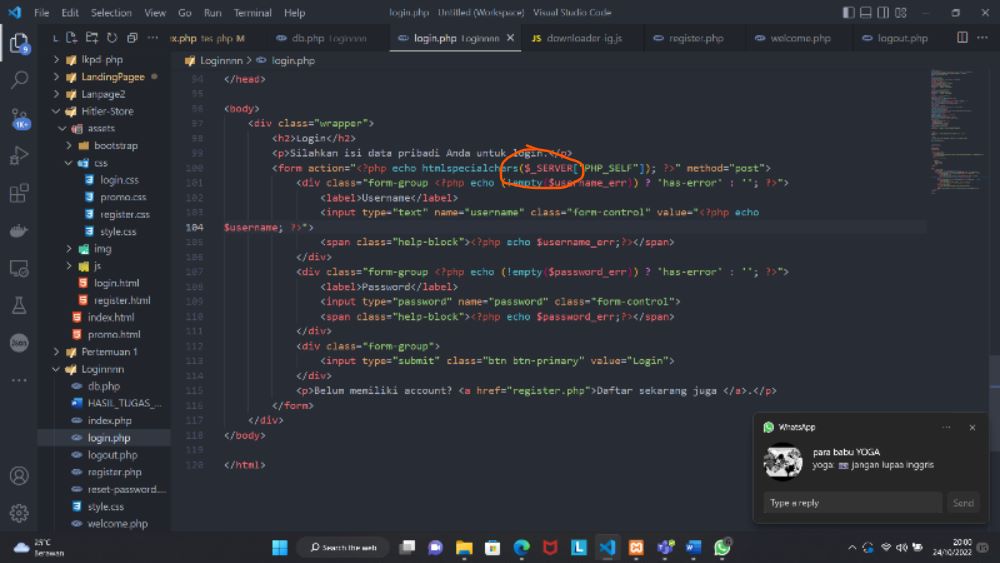 File Edit Selection View Go Run Terminal Help
login.php - Untitled (Workspace) - Visual Studio Code
ex.php tes-php M
db.php Loginnnn
login.php Loginnnn
JS downloader-ig.js
register.php
welcome.php
logout.php
Loginnnn > login.php
lkpd-php
LandingPagee
Lanpage2
Hitler-Store
assets
bootstrap
css
login.css
promo.css
register.css
style.css
img
js
login.html
register.html
index.html
promo.html
Pertemuan 1
Loginnnn
db.php
HASIL_TUGAS_...
index.php
login.php
logout.php
register.php
reset-password....
style.css
welcome.php
9
1K+
Json
94 </head>
95
96 <body>
97 <div class="wrapper">
98 <h2>Login</h2>
99 <p>Silahkan isi data pribadi Anda untuk login.</p>
100 <form action="<?php echo htmlspecialchars($_SERVER["PHP_SELF"]); ?>" method="post">
101 <div class="form-group <?php echo (!empty($username_err)) ? 'has-error' : ''; ?>">
102 <label>Username</label>
103 <input type="text" name="username" class="form-control" value="<?php echo
104 $username; ?>">
105 <span class="help-block"><?php echo $username_err;?></span>
106 </div>
107 <div class="form-group <?php echo (!empty($password_err)) ? 'has-error' : ''; ?>">
108 <label>Password</label>
109 <input type="password" name="password" class="form-control">
110 <span class="help-block"><?php echo $password_err;?></span>
111 </div>
112 <div class="form-group">
113 <input type="submit" class="btn btn-primary" value="Login">
114 </div>
115 <p>Belum memiliki account? <a href="register.php">Daftar sekarang juga </a>.</p>
116 </form>
117 </div>
118 </body>
119
120 </html>
WhatsApp
para babu YOGA
yoga: jangan lupaa inggris
Type a reply
Send
25°C
Berawan
Search the web
20:00
24/10/2022